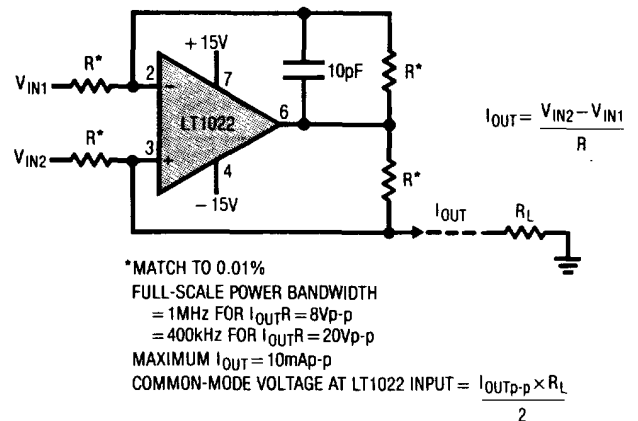 +15V
R*
10pF
R*
V_IN1
2
7
−
6
LT1022
I_OUT = (V_IN2 − V_IN1) / R
R*
V_IN2
3
+
4
R*
−15V
I_OUT
R_L
*MATCH TO 0.01%
FULL-SCALE POWER BANDWIDTH
= 1MHz FOR I_OUTR = 8Vp-p
= 400kHz FOR I_OUTR = 20Vp-p
MAXIMUM I_OUT = 10mAp-p
COMMON-MODE VOLTAGE AT LT1022 INPUT = (I_OUTp-p × R_L) / 2